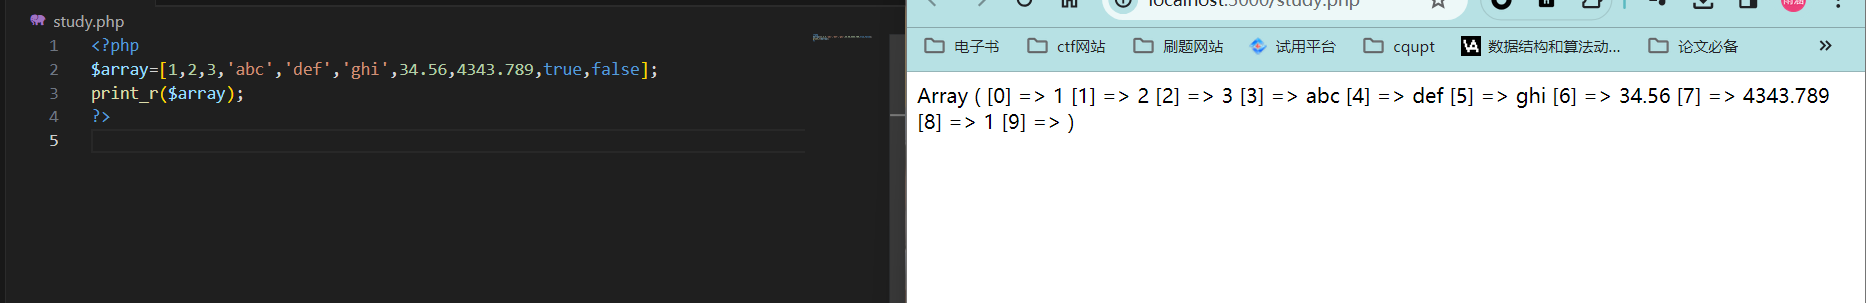 study.php
1 <?php
2 $array=[1,2,3,'abc','def','ghi',34.56,4343.789,true,false];
3 print_r($array);
4 ?>
5
localhost:3000/study.php
电子书 ctf网站 刷题网站 试用平台 cqupt 数据结构和算法动... 论文必备 »
Array ( [0] => 1 [1] => 2 [2] => 3 [3] => abc [4] => def [5] => ghi [6] => 34.56 [7] => 4343.789
[8] => 1 [9] => )